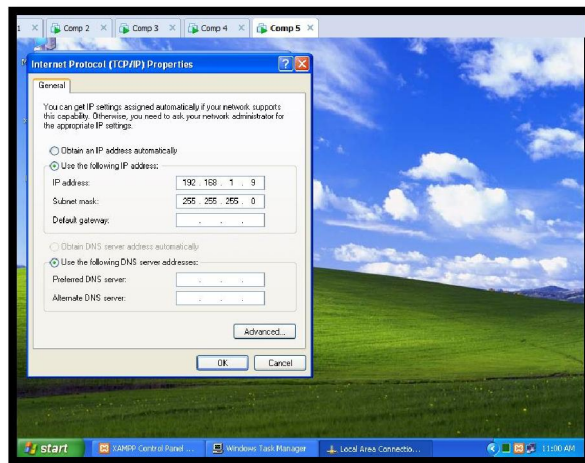 1
Comp 2
Comp 3
Comp 4
Comp 5
Internet Protocol (TCP/IP) Properties
General
You can get IP settings assigned automatically if your network supports
this capability. Otherwise, you need to ask your network administrator for
the appropriate IP settings.
Obtain an IP address automatically
Use the following IP address:
IP address: 192 . 168 . 1 . 9
Subnet mask: 255 . 255 . 255 . 0
Default gateway: . . .
Obtain DNS server address automatically
Use the following DNS server addresses:
Preferred DNS server: . . .
Alternate DNS server: . . .
Advanced...
OK Cancel
start XAMPP Control Panel ... Windows Task Manager Local Area Connectio... 11:00 AM